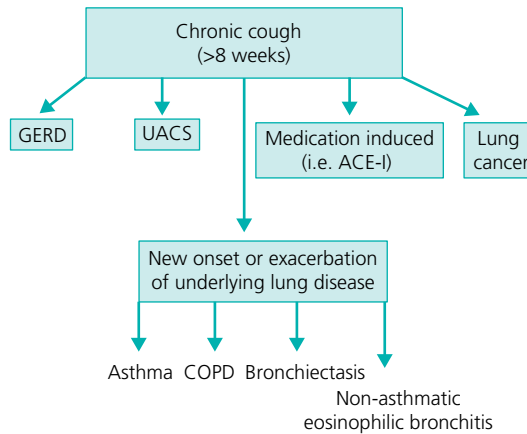 Chronic cough
(>8 weeks)
GERD
UACS
Medication induced
(i.e. ACE-I)
Lung
cancer
New onset or exacerbation
of underlying lung disease
Asthma
COPD
Bronchiectasis
Non-asthmatic
eosinophilic bronchitis